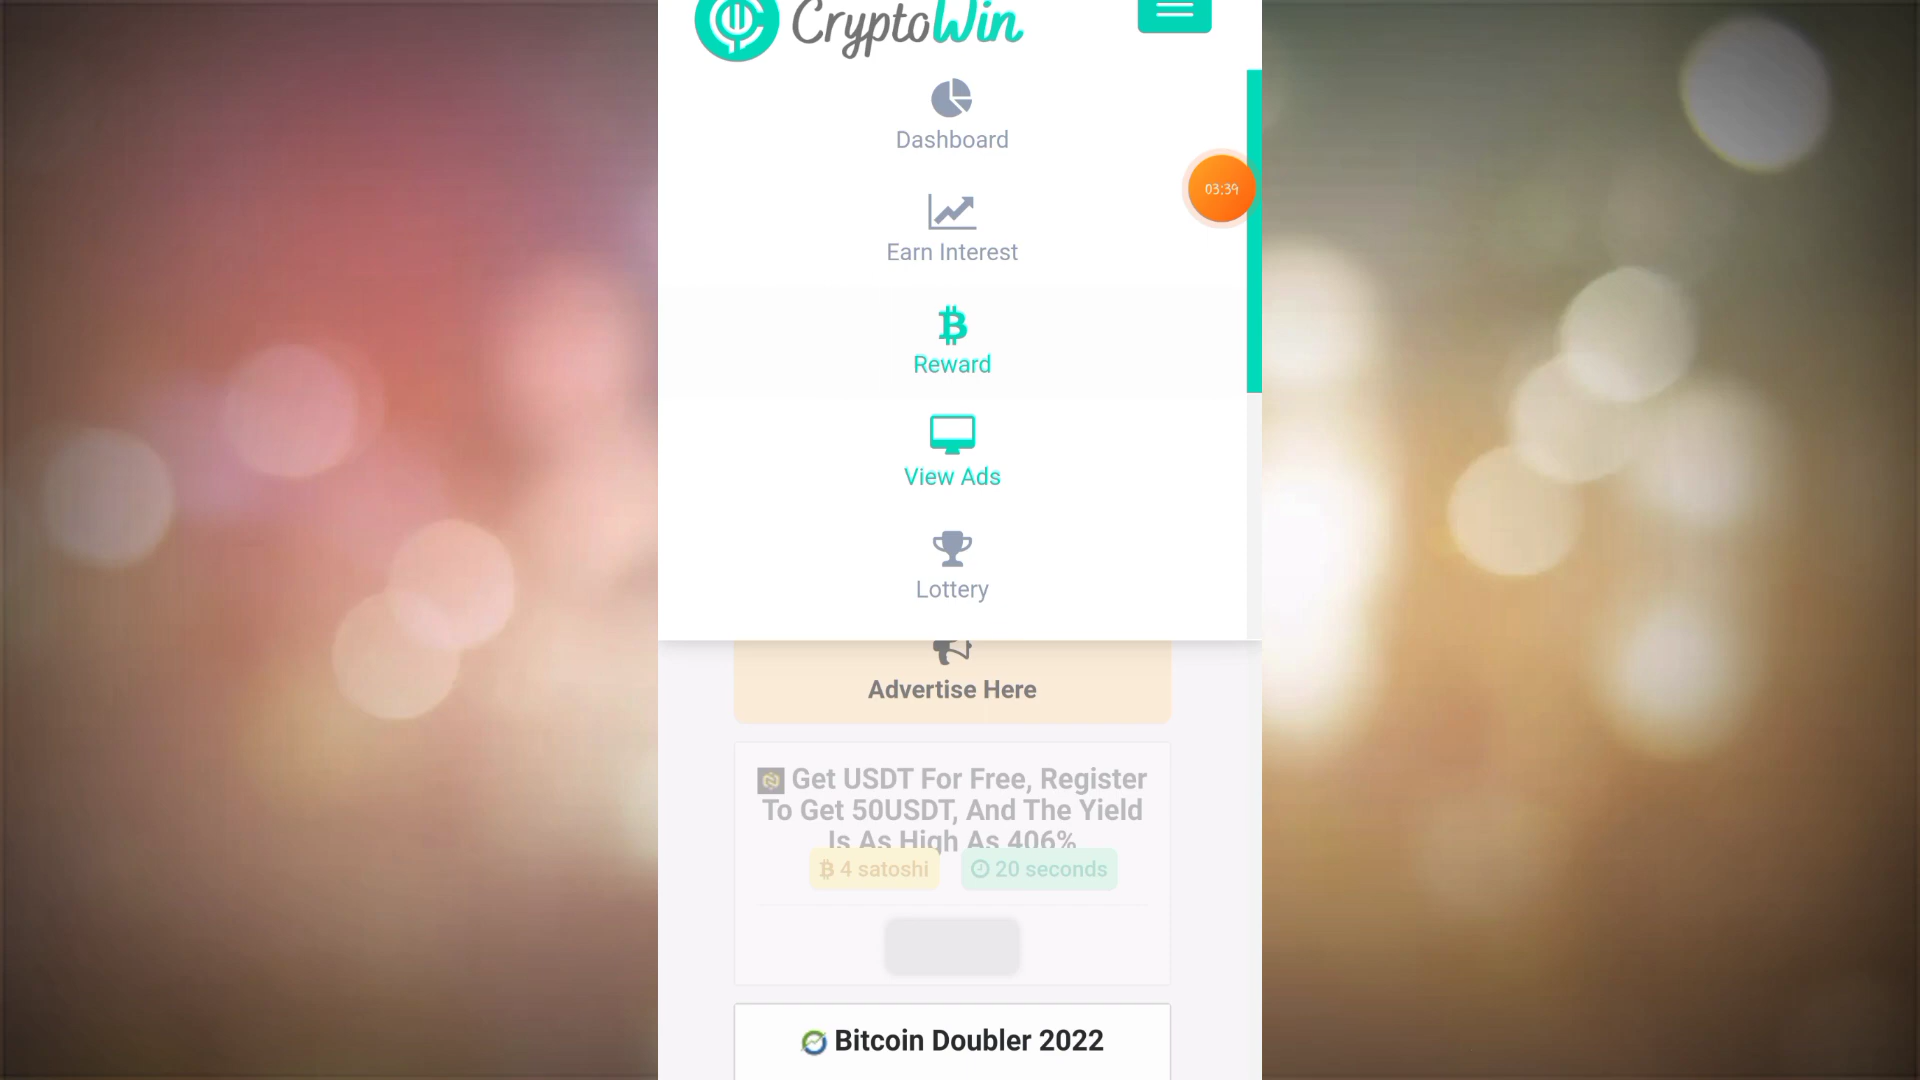 CryptoWin
Dashboard
03:39
Earn Interest
Reward
View Ads
Lottery
Advertise Here
Get USDT For Free, Register
To Get 50USDT, And The Yield
Is As High As 406%
4 satoshi
20 seconds
Bitcoin Doubler 2022